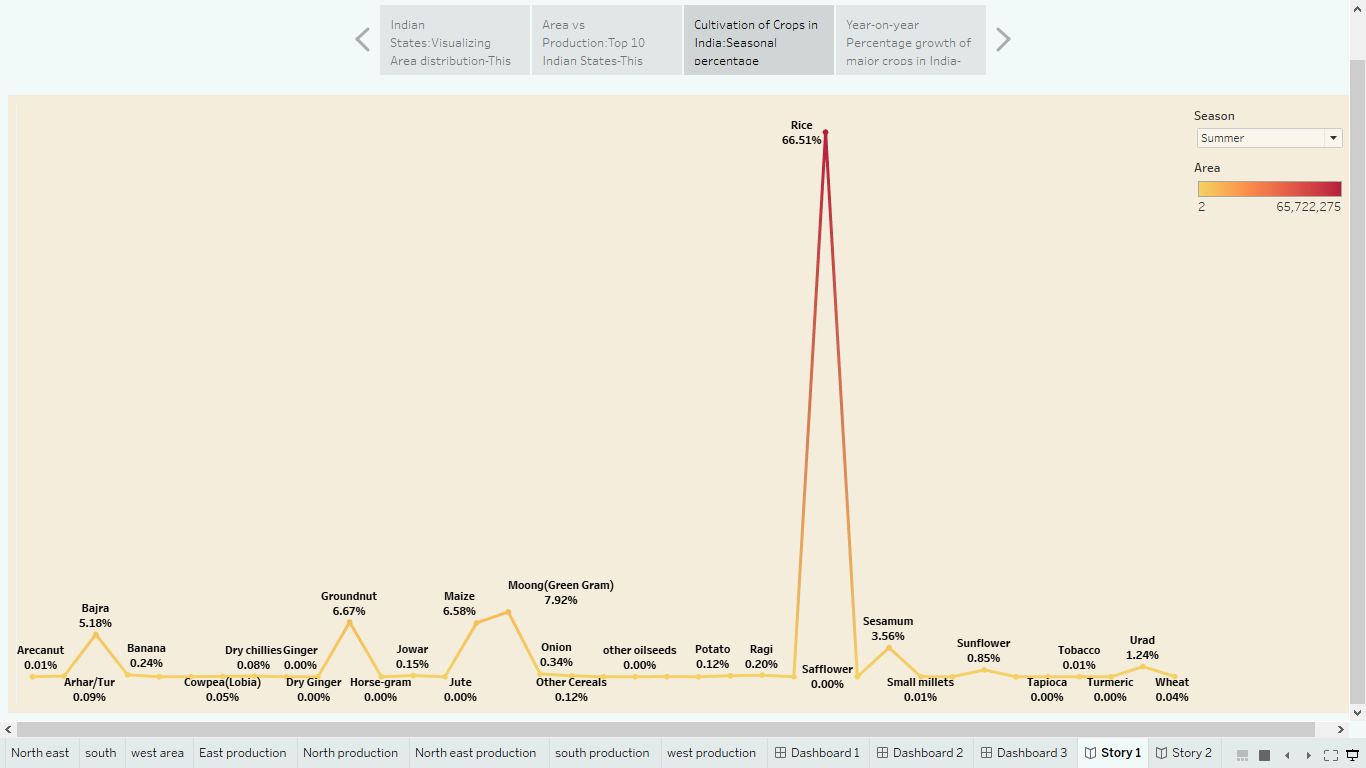 Indian
States:Visualizing
Area distribution-This
Area vs
Production:Top 10
Indian States-This
Cultivation of Crops in
India:Seasonal
percentage
Year-on-year
Percentage growth of
major crops in India-
Season
Summer
Area
2
65,722,275
Rice
66.51%
Moong(Green Gram)
7.92%
Groundnut
6.67%
Maize
6.58%
Bajra
5.18%
Sesamum
3.56%
Arecanut
0.01%
Banana
0.24%
Dry chillies
0.08%
Ginger
0.00%
Jowar
0.15%
Onion
0.34%
other oilseeds
0.00%
Potato
0.12%
Ragi
0.20%
Sunflower
0.85%
Tobacco
0.01%
Urad
1.24%
Safflower
0.00%
Arhar/Tur
0.09%
Cowpea(Lobia)
0.05%
Dry Ginger
0.00%
Horse-gram
0.00%
Jute
0.00%
Other Cereals
0.12%
Small millets
0.01%
Tapioca
0.00%
Turmeric
0.00%
Wheat
0.04%
North east
south
west area
East production
North production
North east production
south production
west production
Dashboard 1
Dashboard 2
Dashboard 3
Story 1
Story 2